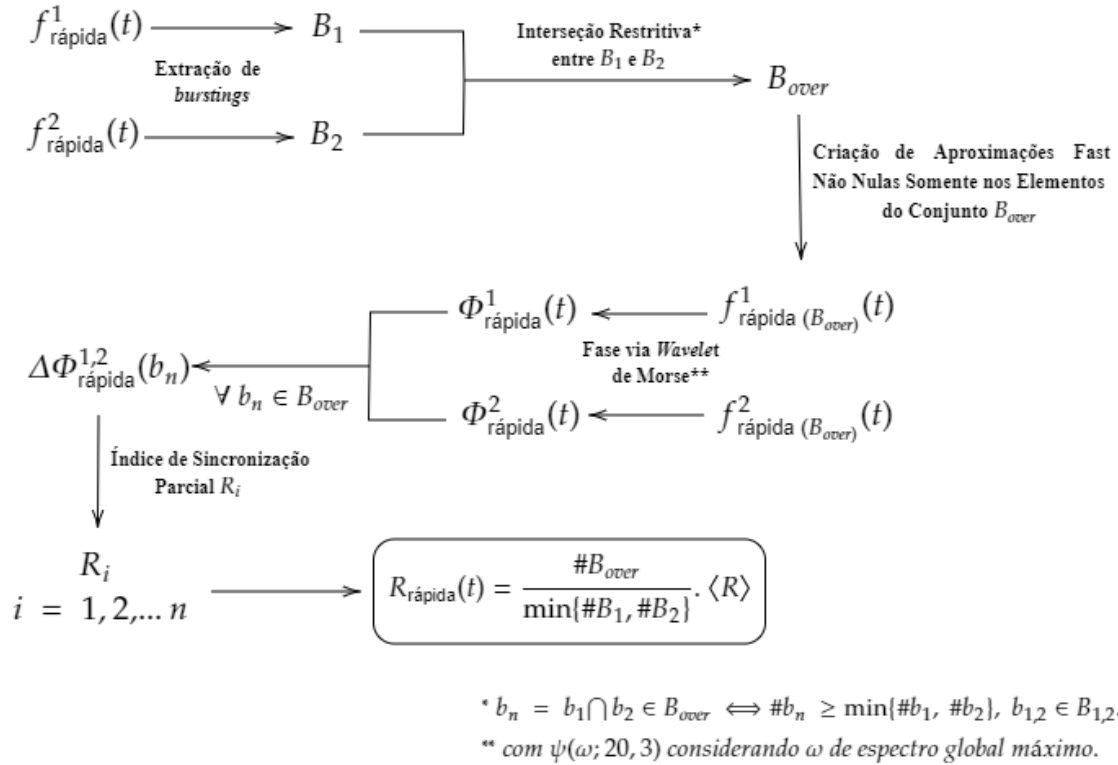 f¹rápida(t) B₁
Extração de
burstings
f²rápida(t) B₂
Interseção Restritiva*
entre B₁ e B₂
B_over
Criação de Aproximações Fast
Não Nulas Somente nos Elementos
do Conjunto B_over
Φ¹rápida(t) f¹rápida (B_over)(t)
Fase via Wavelet
de Morse**
Φ²rápida(t) f²rápida (B_over)(t)
ΔΦ¹,²rápida(bₙ)
∀ bₙ ∈ B_over
Índice de Sincronização
Parcial Rᵢ
Rᵢ
i = 1, 2,... n
R_rápida(t) = #B_over / min{#B₁, #B₂} . ⟨R⟩
* bₙ = b₁⋂b₂ ∈ B_over ⟺ #bₙ ≥ min{#b₁, #b₂}, b₁,₂ ∈ B₁,₂.
** com ψ(ω; 20, 3) considerando ω de espectro global máximo.